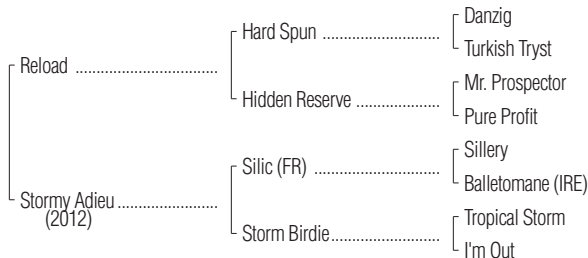 Danzig
Hard Spun ..............................
Turkish Tryst
Reload ....................................
Mr. Prospector
Hidden Reserve ......................
Pure Profit
Sillery
Silic (FR) ................................
Balletomane (IRE)
Stormy Adieu .........................
(2012)
Tropical Storm
Storm Birdie...........................
I'm Out